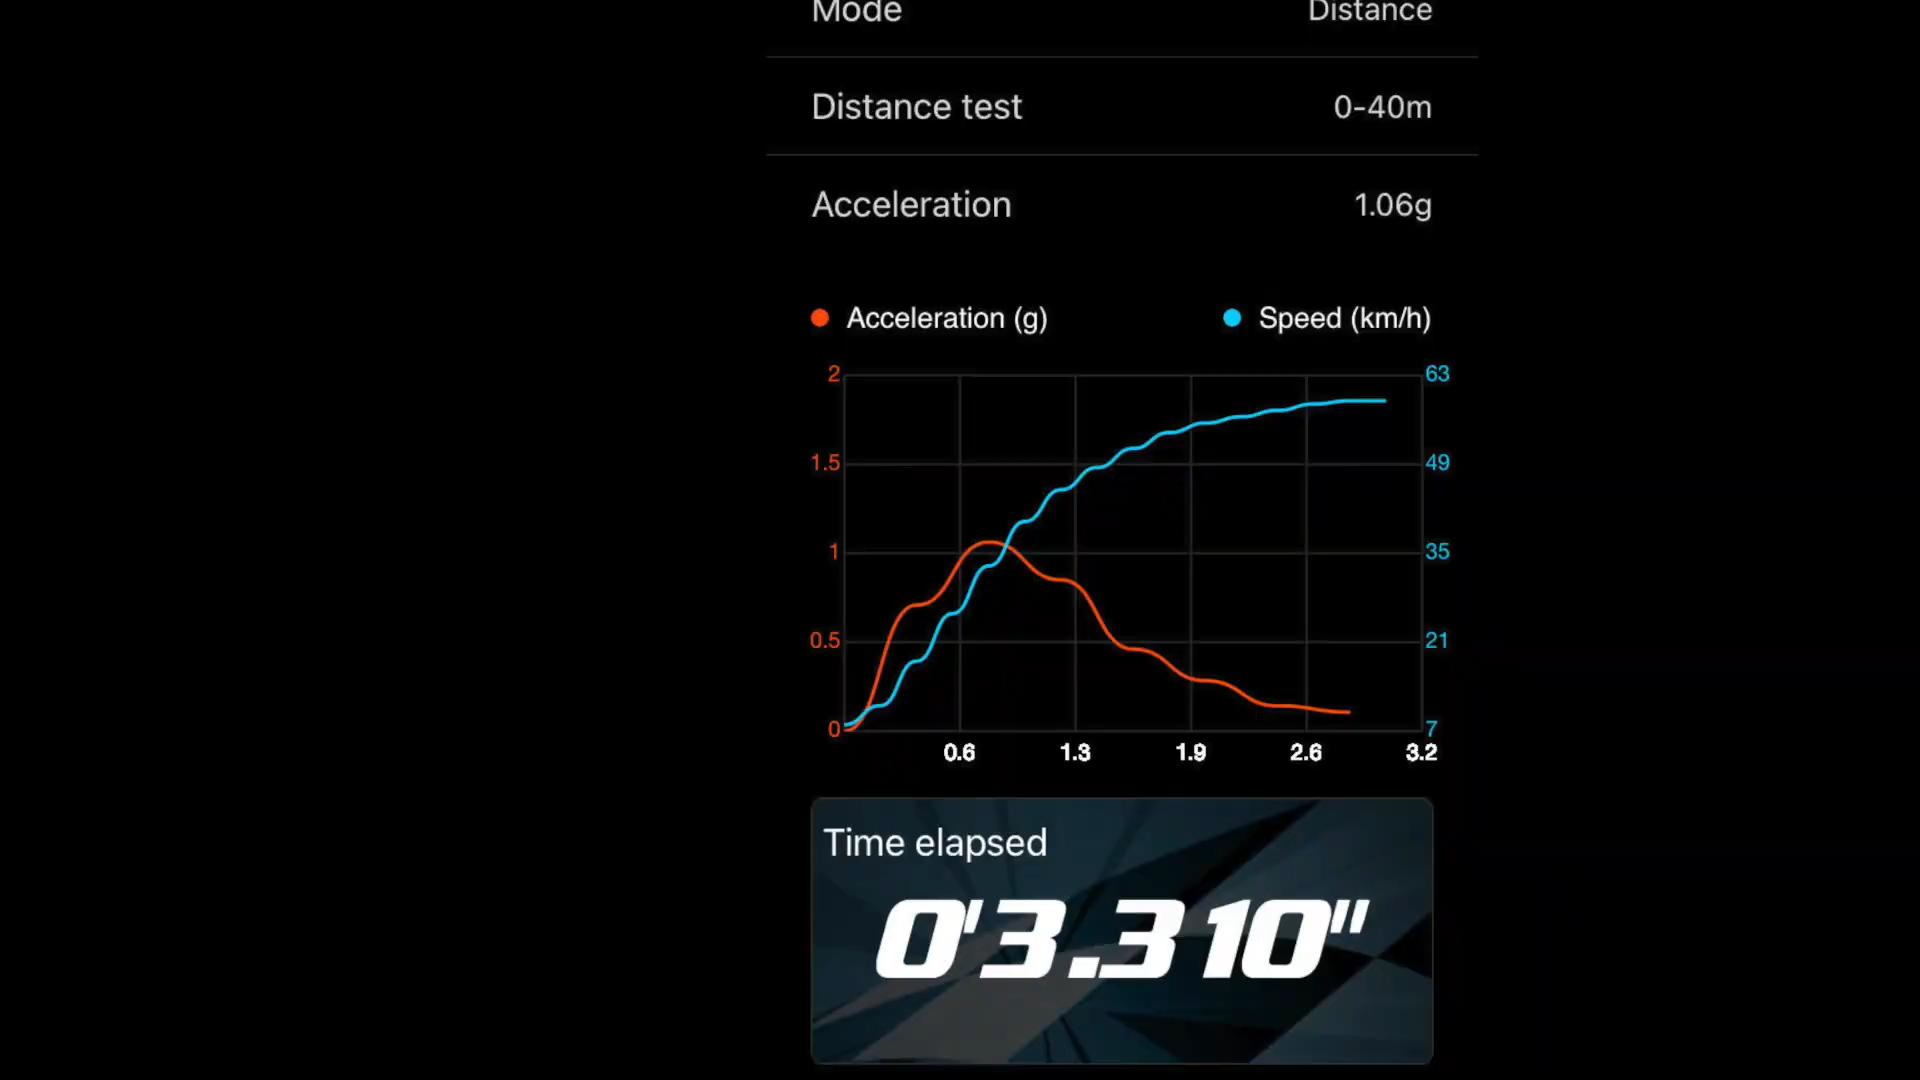 Mode Distance
Distance test 0-40m
Acceleration 1.06g
Acceleration (g) Speed (km/h)
2 63
1.5 49
1 35
0.5 21
0 7
0.6 1.3 1.9 2.6 3.2
Time elapsed
0'3.310"